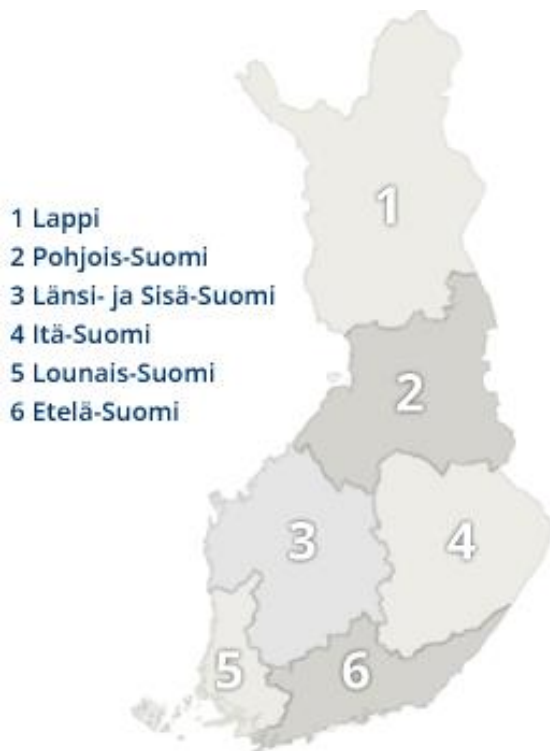 1 Lappi
2 Pohjois-Suomi
3 Länsi- ja Sisä-Suomi
4 Itä-Suomi
5 Lounais-Suomi
6 Etelä-Suomi
1
2
3
4
5
6